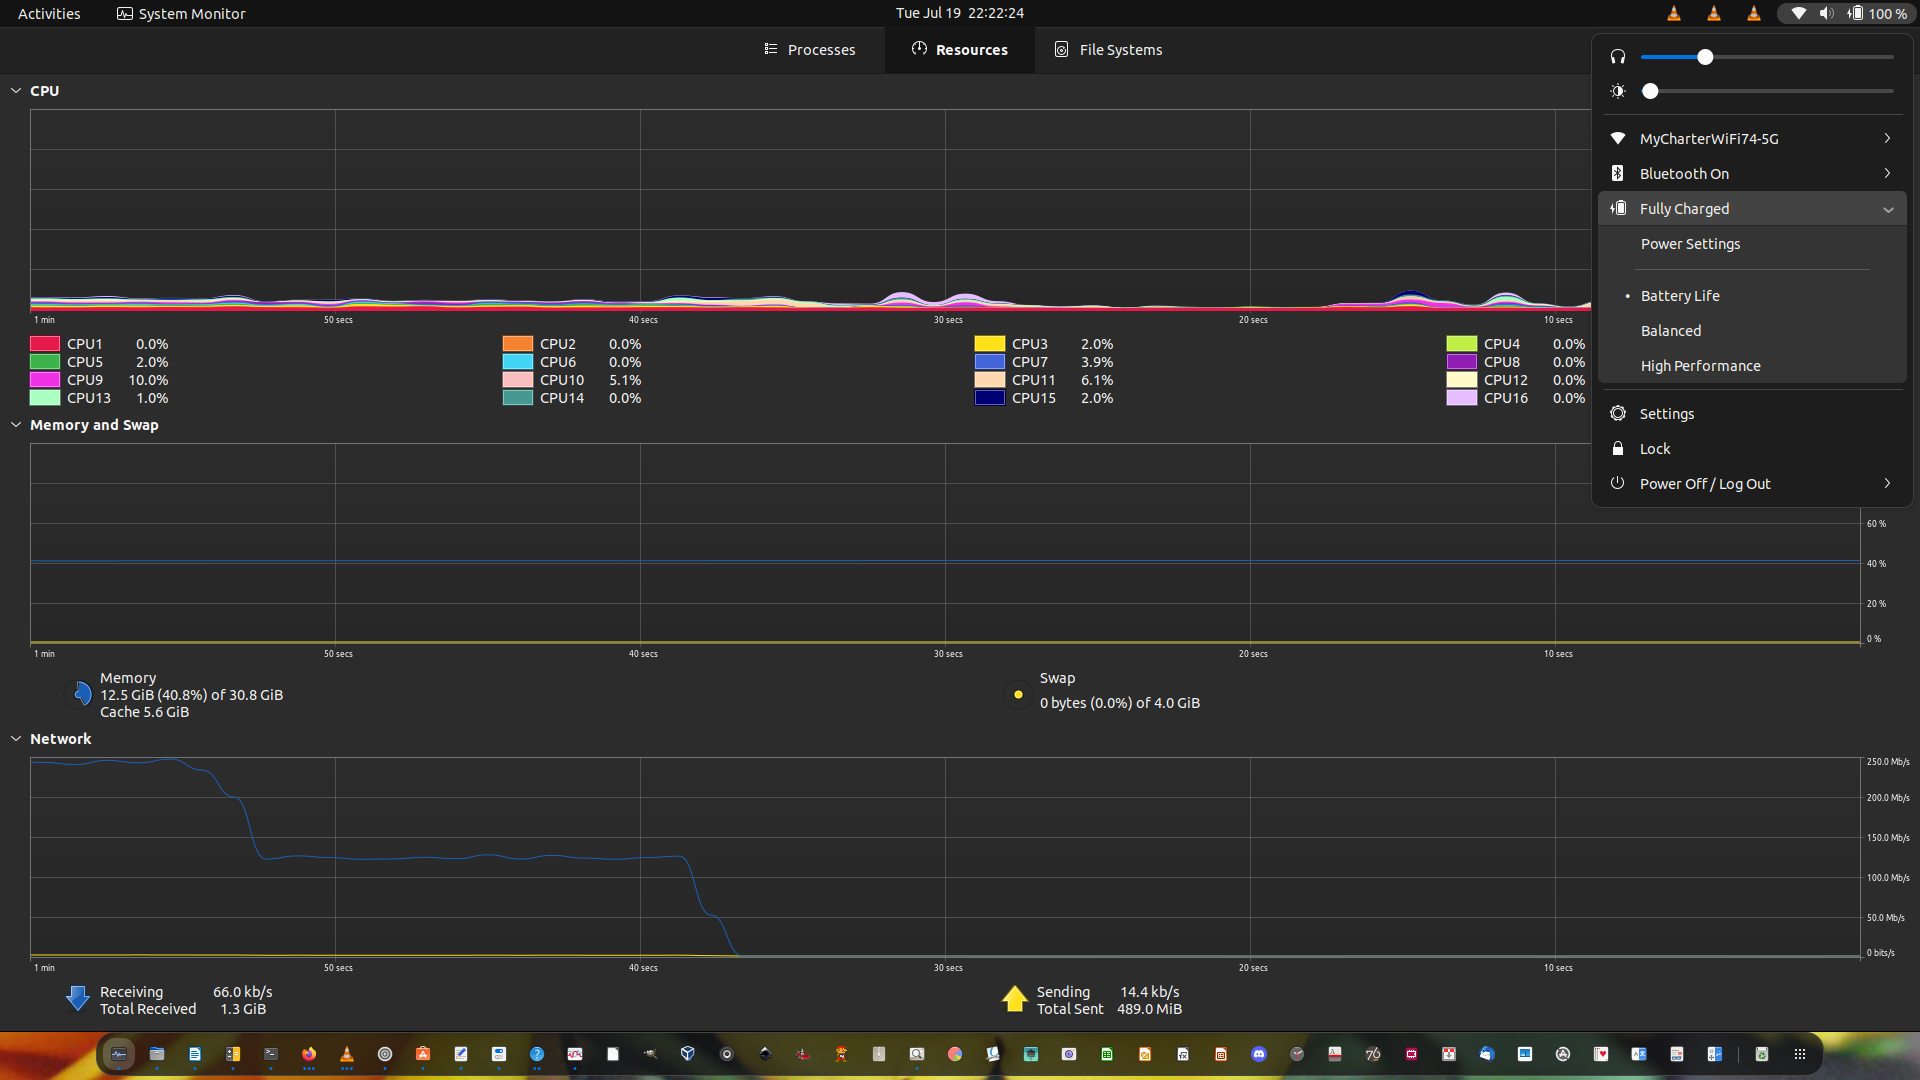 Activities
System Monitor
Tue Jul 19 22:22:24
100 %
Processes
Resources
File Systems
CPU
1 min 50 secs 40 secs 30 secs 20 secs 10 secs
CPU1 0.0% CPU2 0.0% CPU3 2.0% CPU4 0.0%
CPU5 2.0% CPU6 0.0% CPU7 3.9% CPU8 0.0%
CPU9 10.0% CPU10 5.1% CPU11 6.1% CPU12 0.0%
CPU13 1.0% CPU14 0.0% CPU15 2.0% CPU16 0.0%
MyCharterWiFi74-5G
Bluetooth On
Fully Charged
Power Settings
Battery Life
Balanced
High Performance
Settings
Lock
Power Off / Log Out
Memory and Swap
60 %
40 %
20 %
0 %
1 min 50 secs 40 secs 30 secs 20 secs 10 secs
Memory
12.5 GiB (40.8%) of 30.8 GiB
Cache 5.6 GiB
Swap
0 bytes (0.0%) of 4.0 GiB
Network
250.0 Mb/s
200.0 Mb/s
150.0 Mb/s
100.0 Mb/s
50.0 Mb/s
0 bits/s
1 min 50 secs 40 secs 30 secs 20 secs 10 secs
Receiving 66.0 kb/s
Total Received 1.3 GiB
Sending 14.4 kb/s
Total Sent 489.0 MiB
76